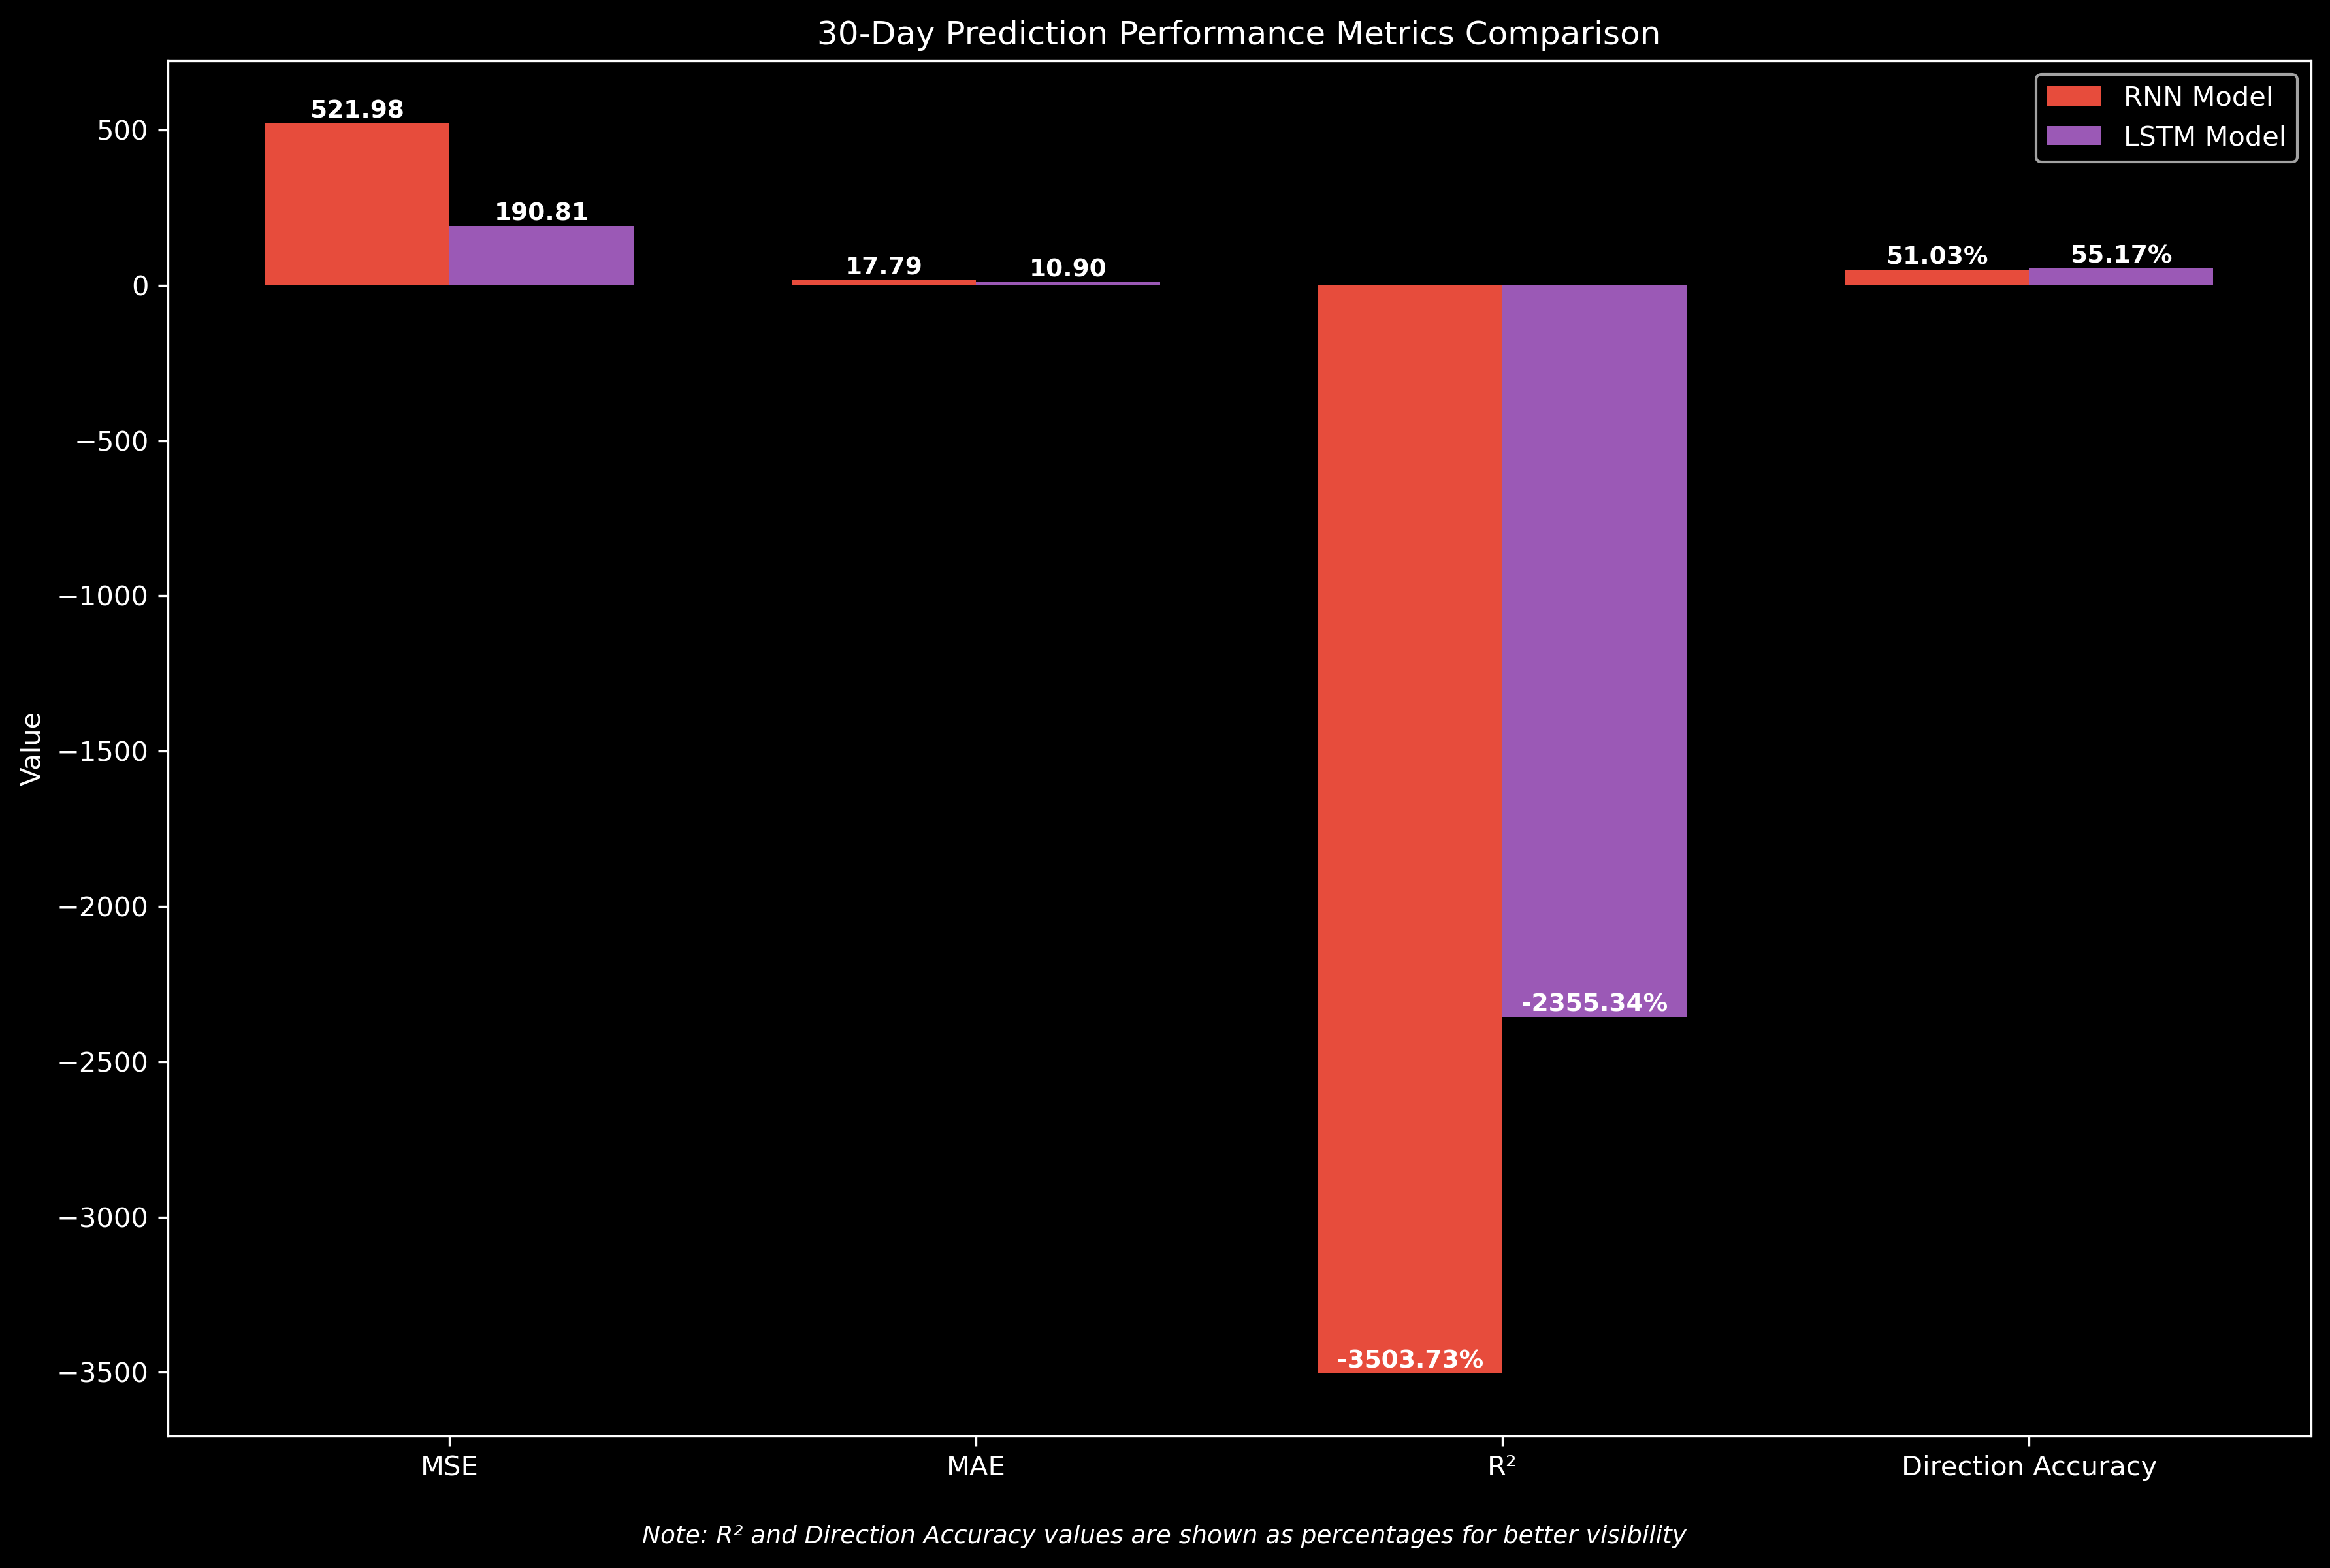 30-Day Prediction Performance Metrics Comparison
RNN Model
LSTM Model
521.98
190.81
17.79
10.90
-3503.73%
-2355.34%
51.03%
55.17%
Value
500
0
−500
−1000
−1500
−2000
−2500
−3000
−3500
MSE
MAE
R²
Direction Accuracy
Note: R² and Direction Accuracy values are shown as percentages for better visibility